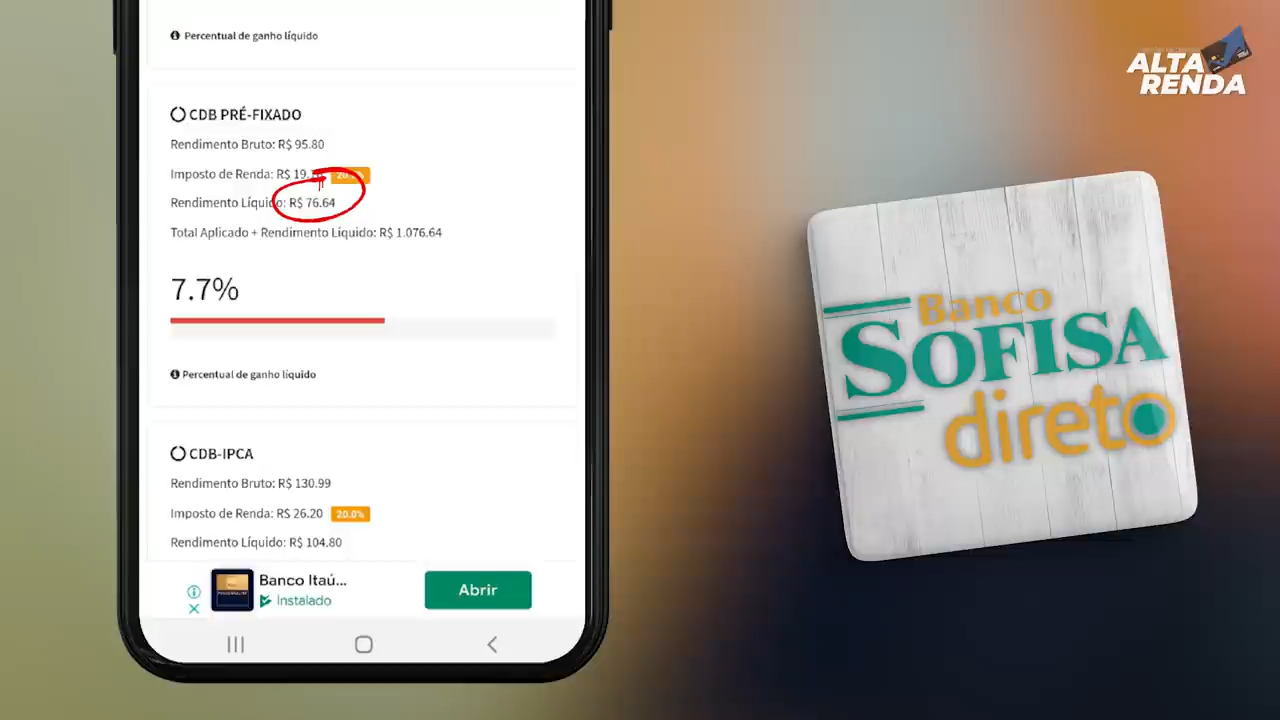 Percentual de ganho líquido
CDB PRÉ-FIXADO
Rendimento Bruto: R$ 95.80
Imposto de Renda: R$ 19.
Rendimento Líquido: R$ 76.64
Total Aplicado + Rendimento Líquido: R$ 1.076.64
7.7%
Percentual de ganho líquido
CDB-IPCA
Rendimento Bruto: R$ 130.99
Imposto de Renda: R$ 26.20 20.0%
Rendimento Líquido: R$ 104.80
Banco Itaú...
Instalado
Abrir
ALTA
RENDA
Banco
SOFISA
direto